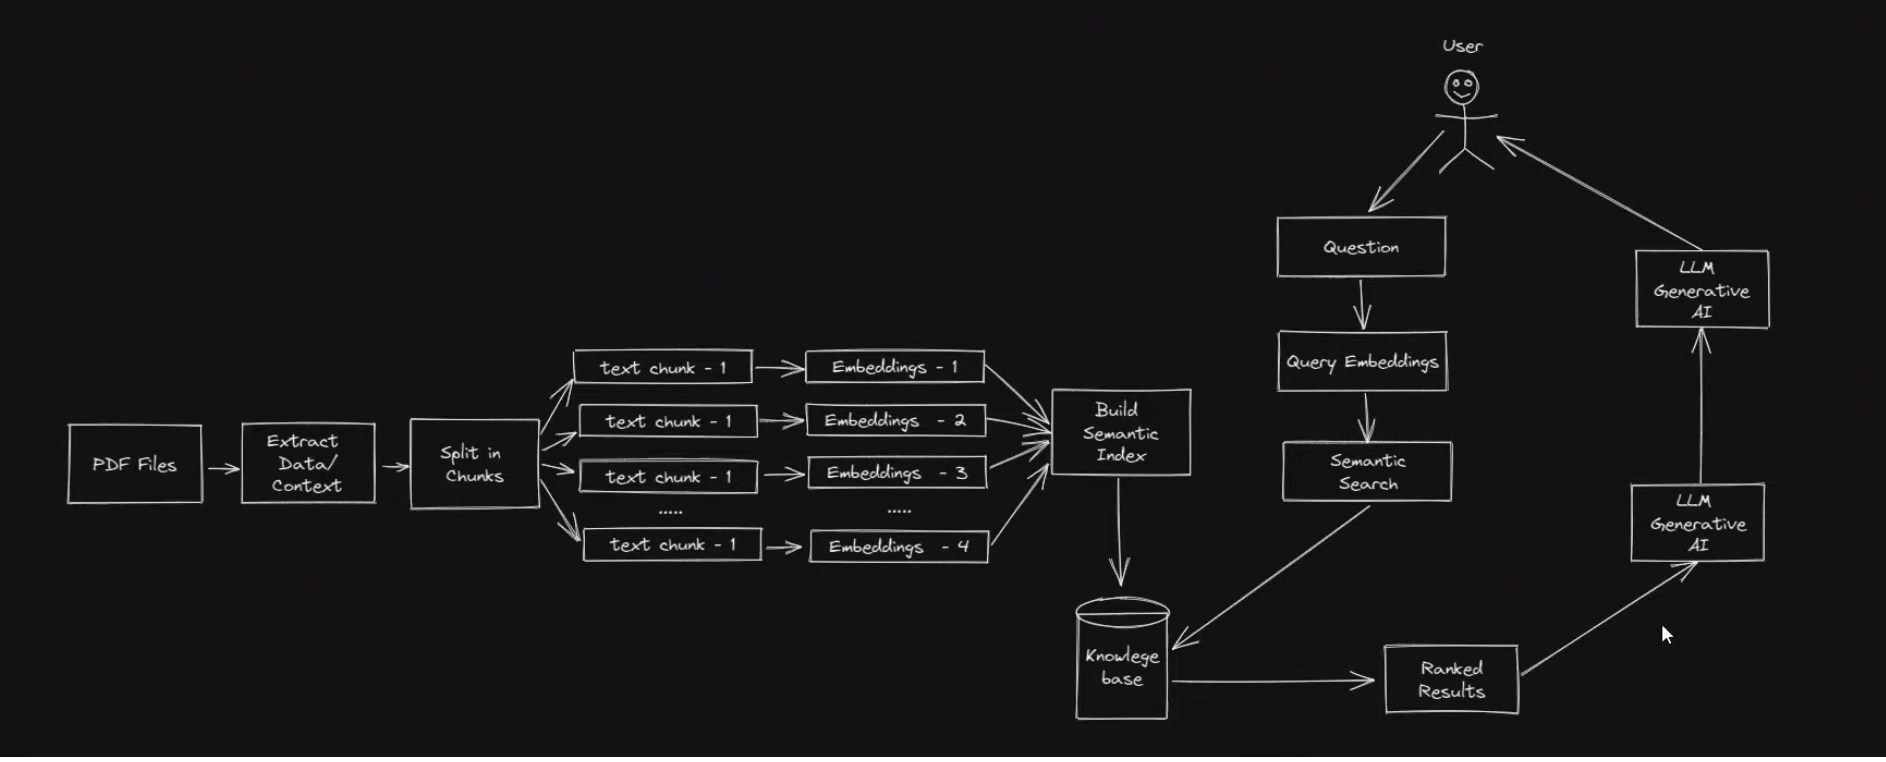 User
Question
Query Embeddings
Semantic
Search
PDF Files
Extract
Data/
Context
Split in
Chunks
text chunk - 1
Embeddings - 1
text chunk - 1
Embeddings - 2
text chunk - 1
Embeddings - 3
.....
.....
text chunk - 1
Embeddings - 4
Build
Semantic
Index
Knowlege
base
Ranked
Results
LLM
Generative
AI
LLM
Generative
AI